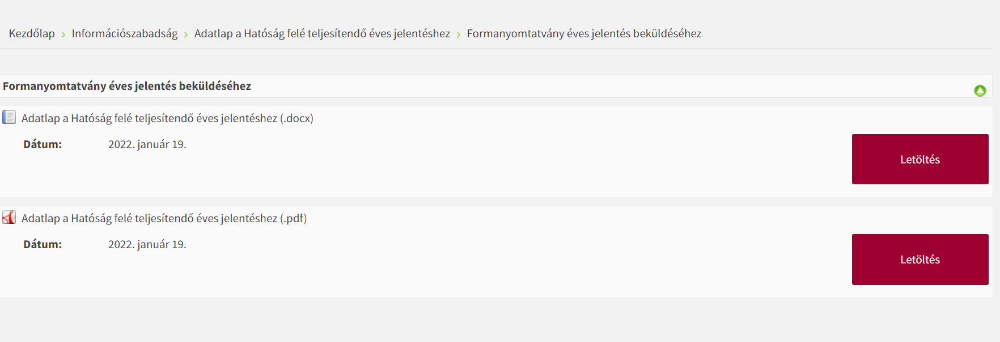 Kezdőlap › Információszabadság › Adatlap a Hatóság felé teljesítendő éves jelentéshez › Formanyomtatvány éves jelentés beküldéséhez
Formanyomtatvány éves jelentés beküldéséhez
Adatlap a Hatóság felé teljesítendő éves jelentéshez (.docx)
Dátum: 2022. január 19.
Letöltés
Adatlap a Hatóság felé teljesítendő éves jelentéshez (.pdf)
Dátum: 2022. január 19.
Letöltés